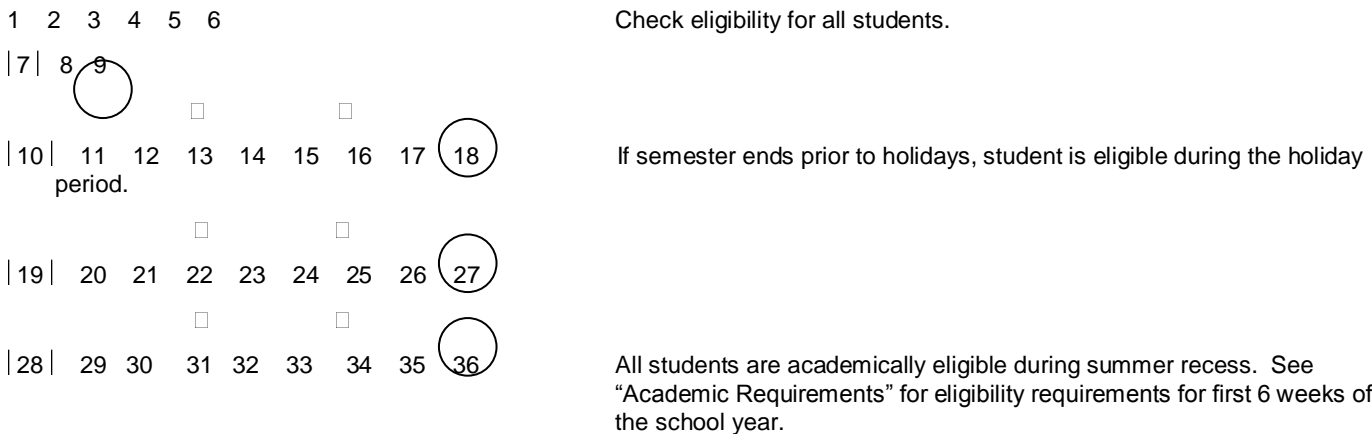 1 2 3 4 5 6 Check eligibility for all students.
|7| 8 9
□ □
|10| 11 12 13 14 15 16 17 18 If semester ends prior to holidays, student is eligible during the holiday
period.
□ □
|19| 20 21 22 23 24 25 26 27
□ □
|28| 29 30 31 32 33 34 35 36 All students are academically eligible during summer recess. See
“Academic Requirements” for eligibility requirements for first 6 weeks of
the school year.